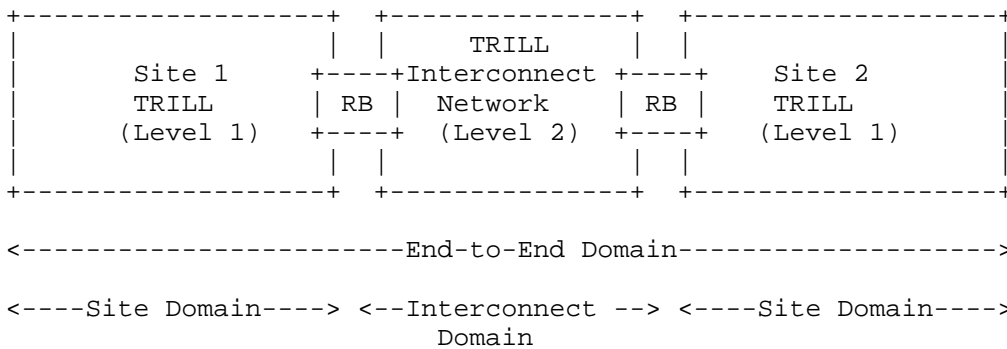 +-------------------+  +---------------+  +-------------------+
|                   |  |     TRILL     |  |                   |
|       Site 1     +----+Interconnect +----+    Site 2         |
|       TRILL      | RB |  Network    | RB |    TRILL          |
|      (Level 1)   +----+  (Level 2)  +----+   (Level 1)       |
|                   |  |               |  |                   |
+-------------------+  +---------------+  +-------------------+
<------------------------End-to-End Domain------------------->
<----Site Domain----> <--Interconnect --> <----Site Domain---->
Domain